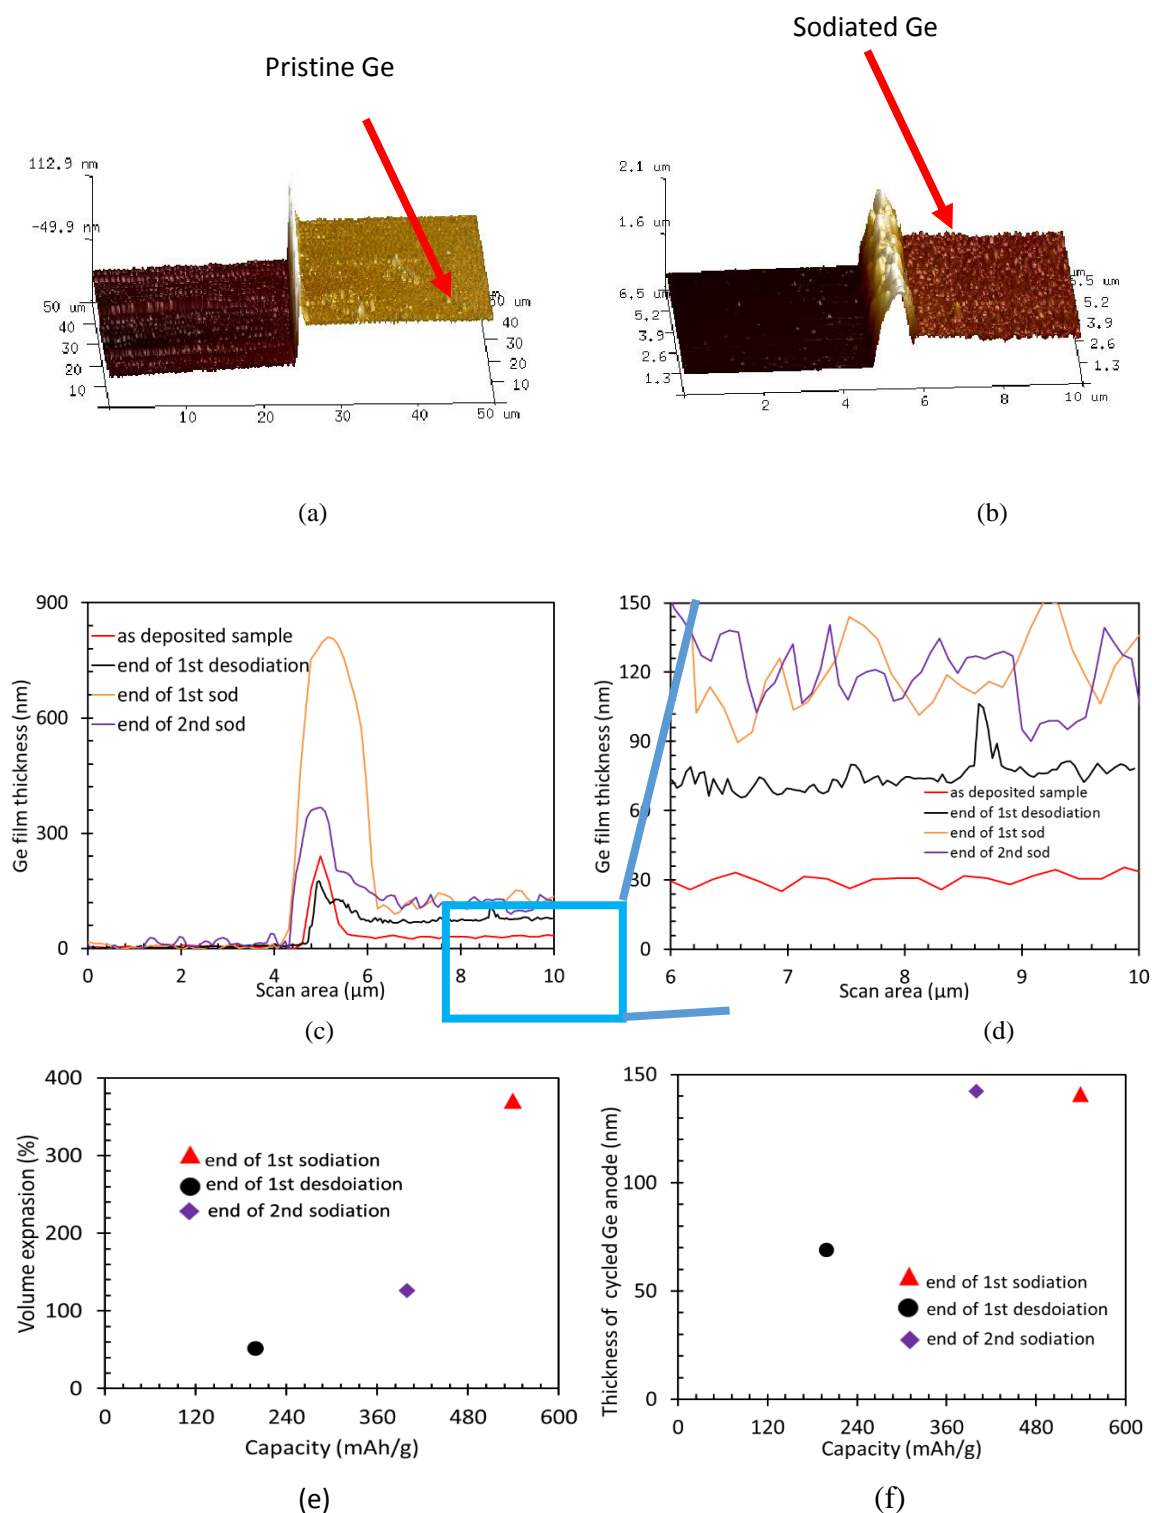 Sodiated Ge
Pristine Ge
112.9 nm
-49.9 nm
50 um
40
30
20
10
10
20
30
40
50 um
10
20
30
40
2.1 um
1.6 um
6.5 um
5.2
3.9
2.6
1.3
2
4
6
8
10 um
1.3
2.6
3.9
5.2
6.5 um
(a)
(b)
900
600
300
0
Ge film thickness (nm)
as deposited sample
end of 1st desodiation
end of 1st sod
end of 2nd sod
0 2 4 6 8 10
Scan area (µm)
(c)
150
120
90
60
30
0
Ge film thickness (nm)
as deposited sample
end of 1st desodiation
end of 1st sod
end of 2nd sod
6 7 8 9 10
Scan area (µm)
(d)
400
300
200
100
0
Volume expnasion (%)
end of 1st sodiation
end of 1st desdoiation
end of 2nd sodiation
0 120 240 360 480 600
Capacity (mAh/g)
(e)
150
100
50
0
Thickness of cycled Ge anode (nm)
end of 1st sodiation
end of 1st desdoiation
end of 2nd sodiation
0 120 240 360 480 600
Capacity (mAh/g)
(f)